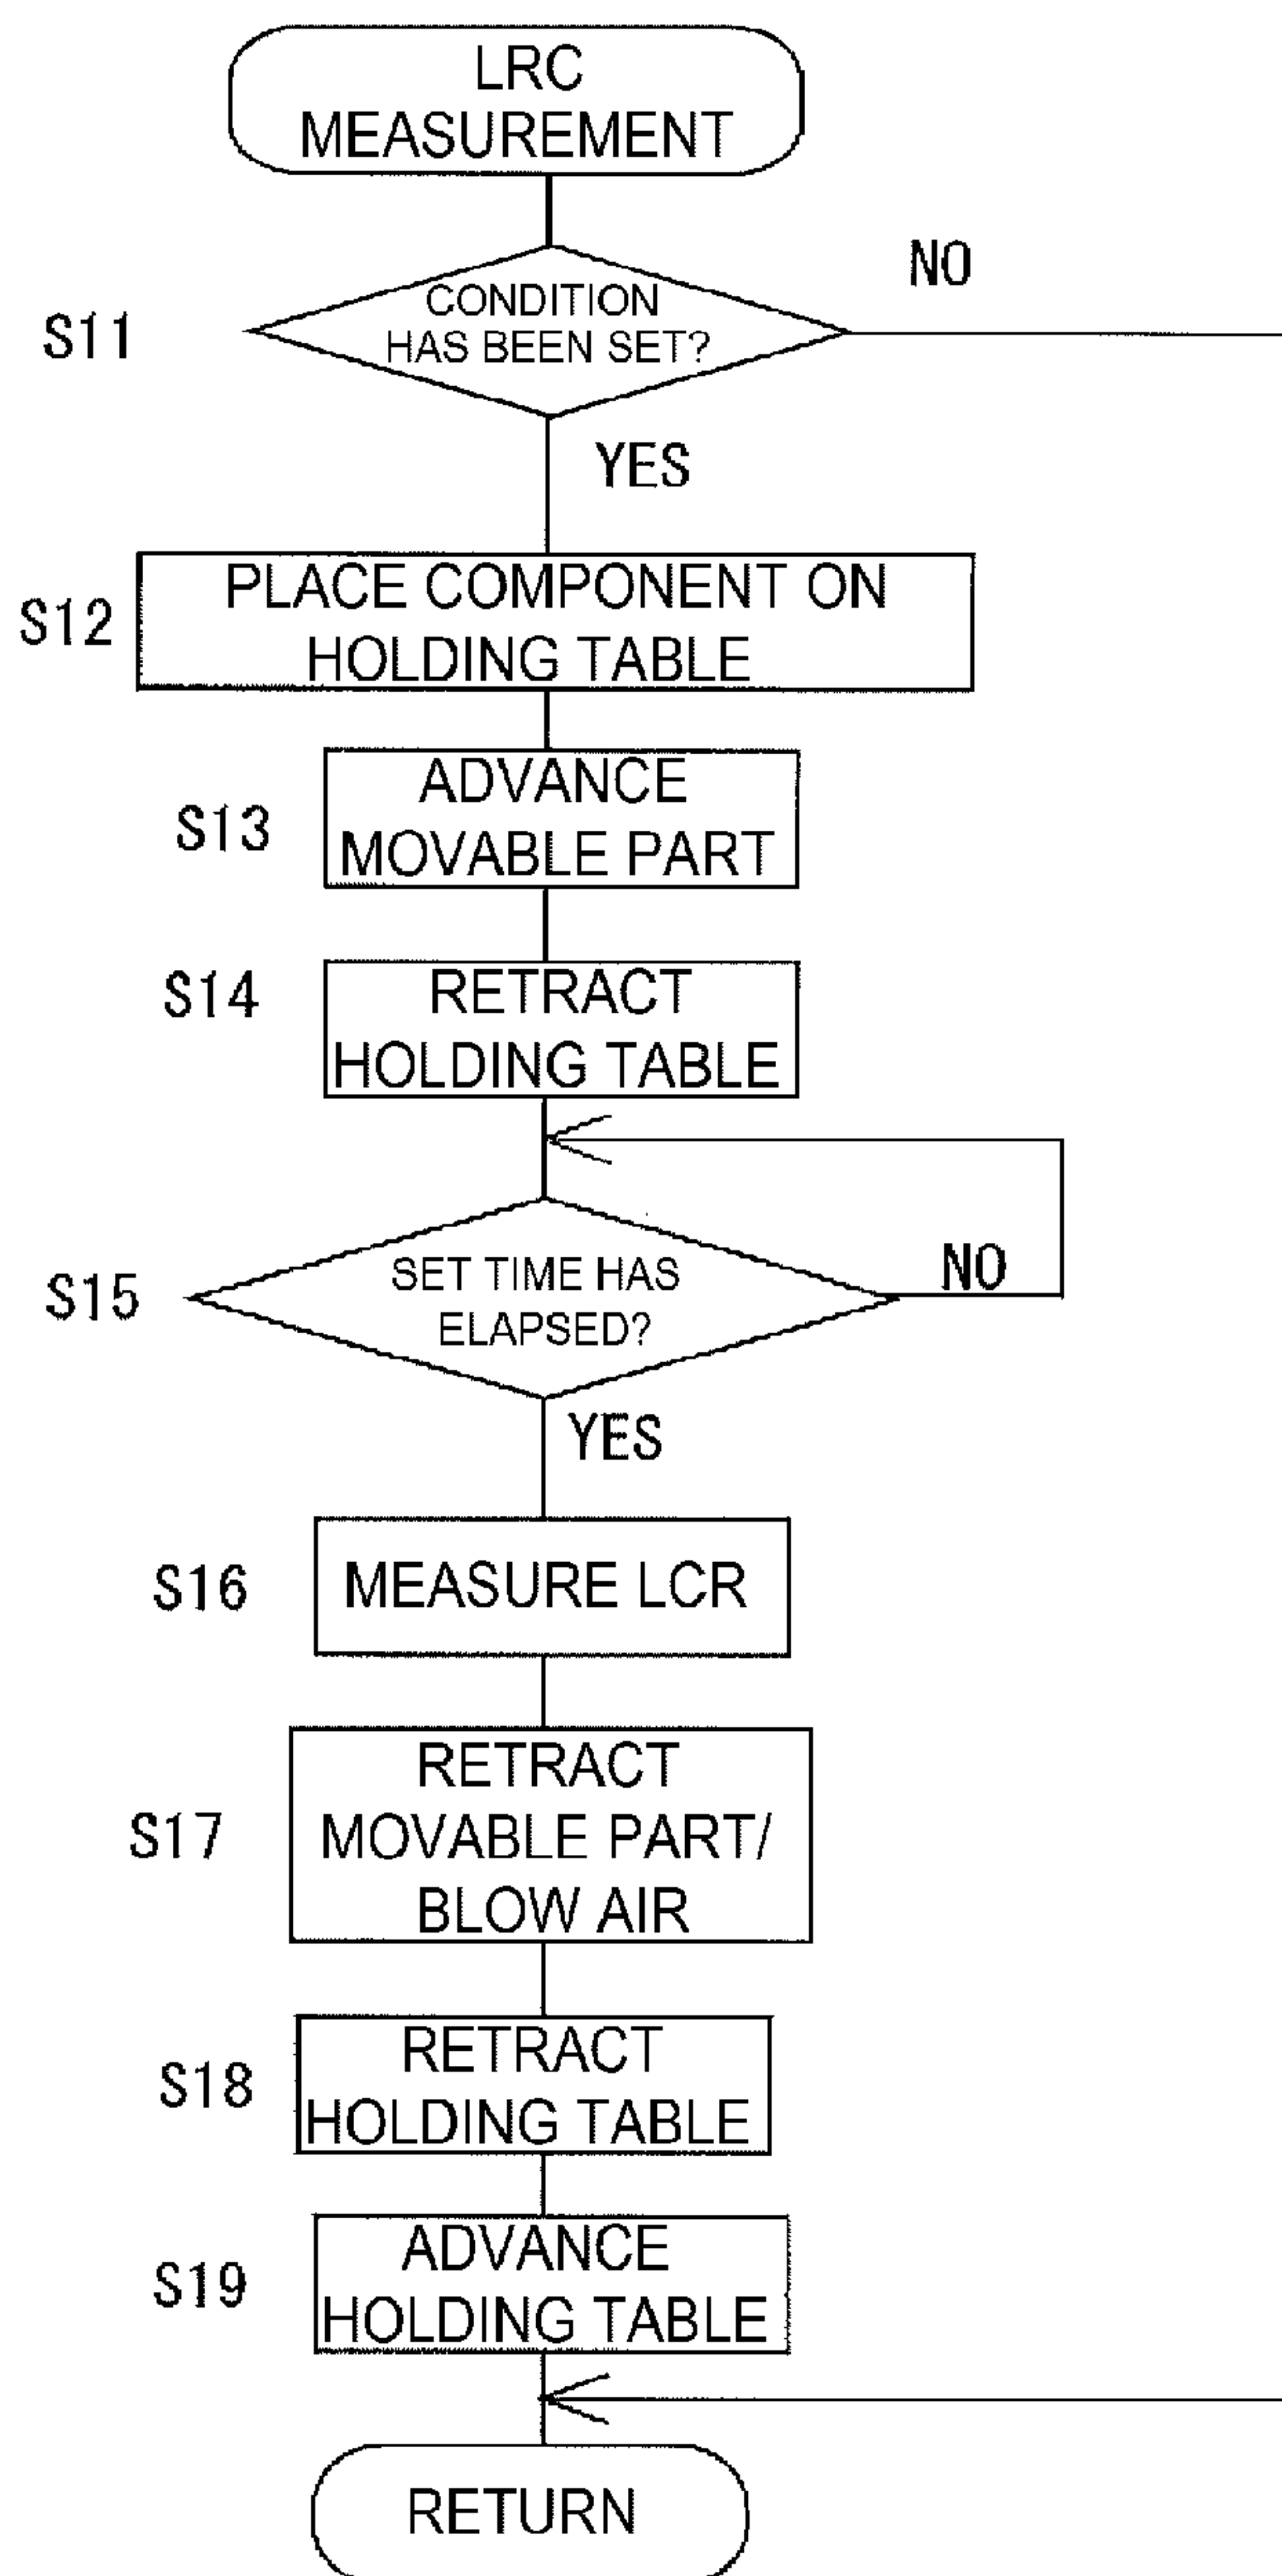 LRC
MEASUREMENT
NO
CONDITION
HAS BEEN SET?
S11
YES
PLACE COMPONENT ON
HOLDING TABLE
S12
ADVANCE
MOVABLE PART
S13
RETRACT
HOLDING TABLE
S14
SET TIME HAS
ELAPSED?
NO
S15
YES
MEASURE LCR
S16
RETRACT
MOVABLE PART/
BLOW AIR
S17
RETRACT
HOLDING TABLE
S18
ADVANCE
HOLDING TABLE
S19
RETURN